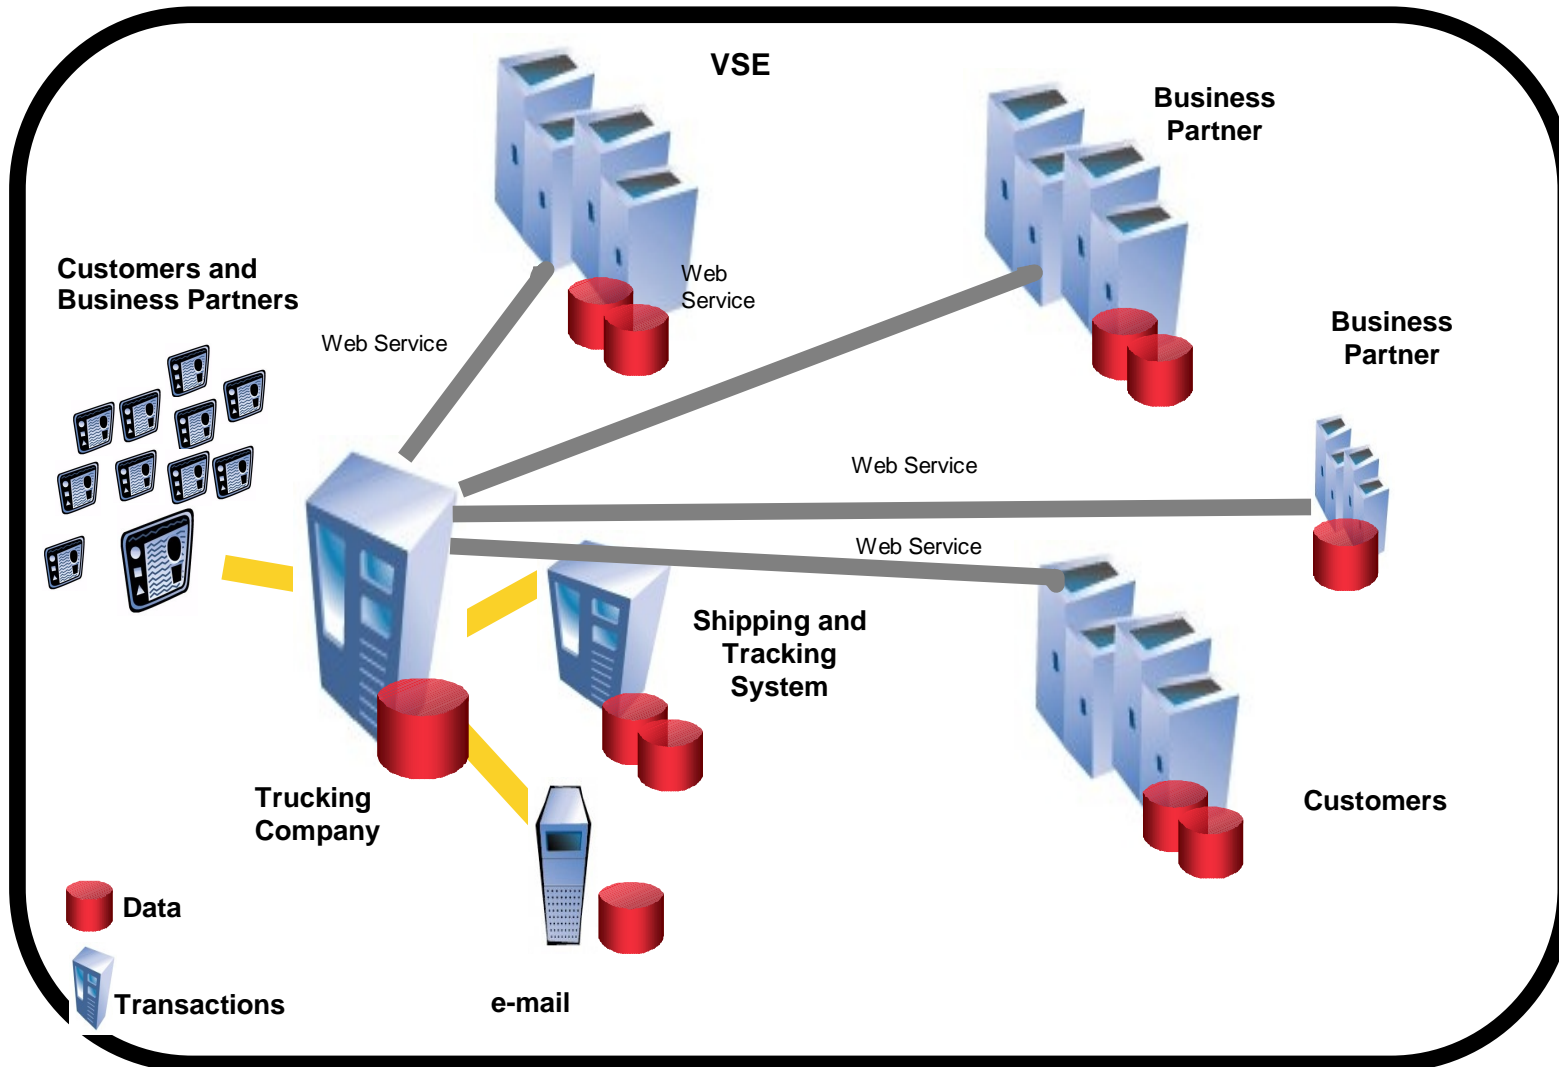 VSE
Business
Partner
Customers and
Business Partners
Web
Service
Web Service
Business
Partner
Web Service
Web Service
Shipping and
Tracking
System
Trucking
Company
Customers
Data
Transactions
e-mail